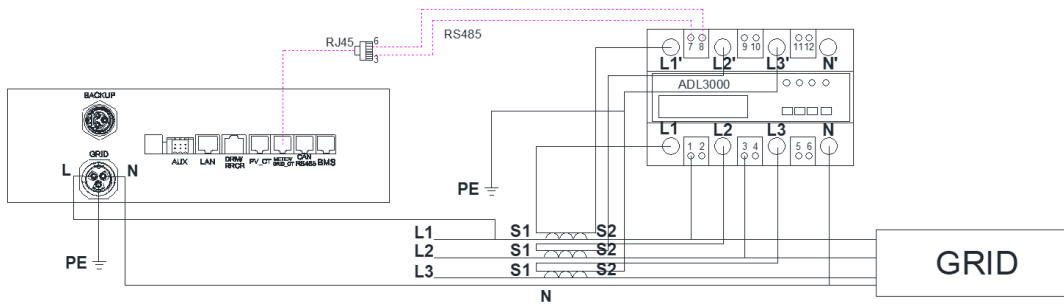 RJ45
6
3
RS485
7 8
9 10
11 12
L1' L2' L3' N'
ADL3000
BACKUP
GRID
L
N
AUX
LAN
DRM/
RRCR
PV_CT
METER/
GRID_CT
CAN
RS485
BMS
L1 L2 L3 N
1 2
3 4
5 6
PE
PE
L1 S1 S2
L2 S1 S2
L3 S1 S2
N
GRID